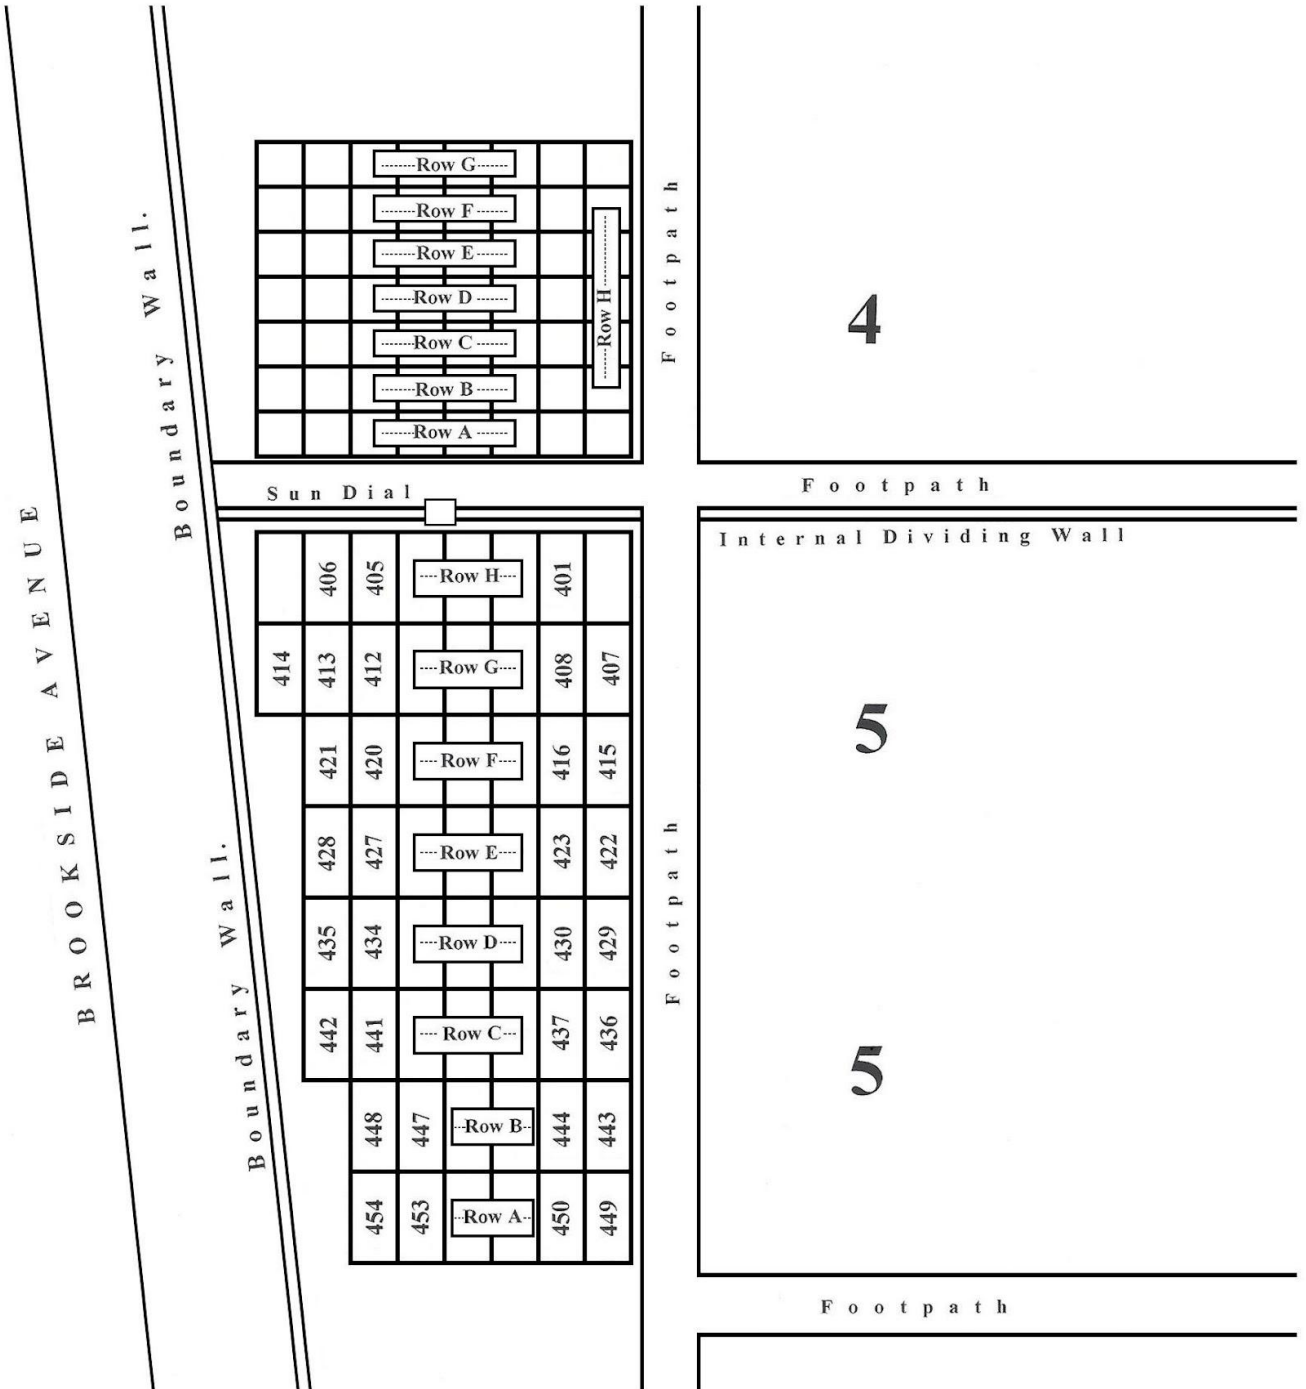 Row G
Row F
Row E
Row D
Row C
Row B
Row A
Row H
Footpath
4
Boundary Wall.
BROOKSIDE AVENUE
Sun Dial
Footpath
Internal Dividing Wall
406 405 Row H 401
414 413 412 Row G 408 407
421 420 Row F 416 415
428 427 Row E 423 422
435 434 Row D 430 429
442 441 Row C 437 436
448 447 Row B 444 443
454 453 Row A 450 449
Boundary Wall.
Footpath
5
5
Footpath